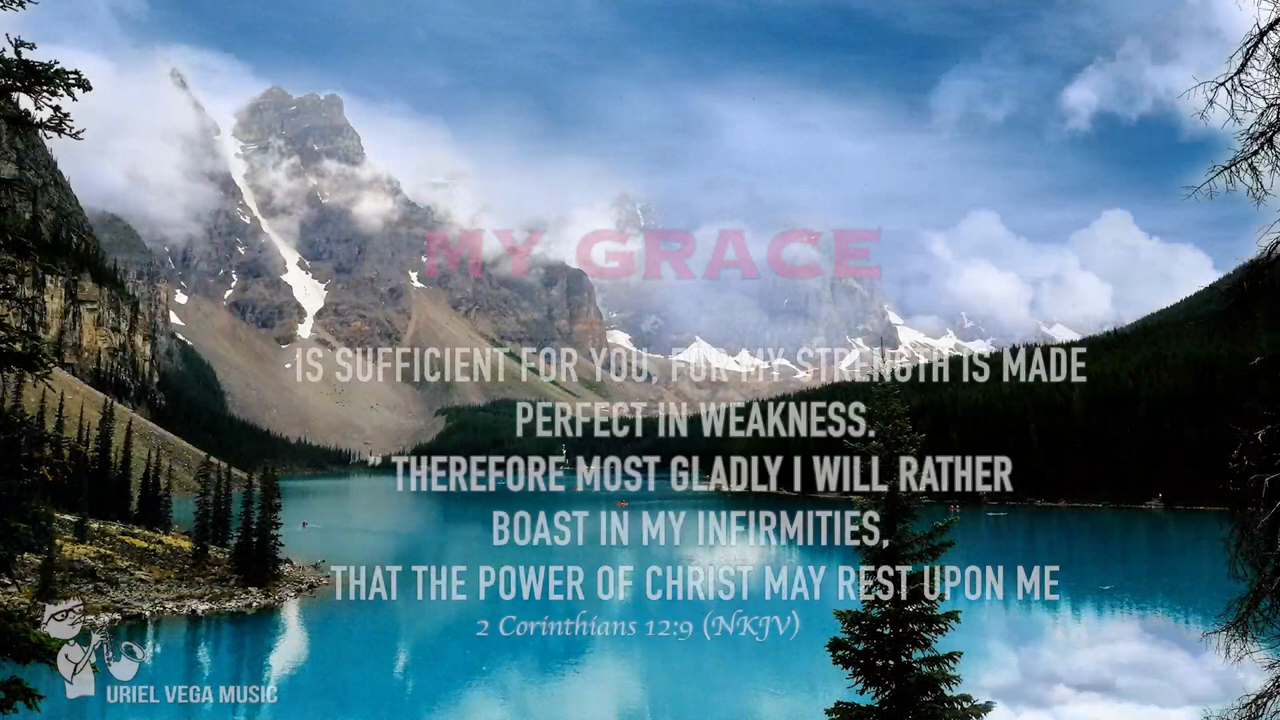 MY GRACE
IS SUFFICIENT FOR YOU, FOR MY STRENGTH IS MADE
PERFECT IN WEAKNESS.
THEREFORE MOST GLADLY I WILL RATHER
BOAST IN MY INFIRMITIES,
THAT THE POWER OF CHRIST MAY REST UPON ME
2 Corinthians 12:9 (NKJV)
URIEL VEGA MUSIC